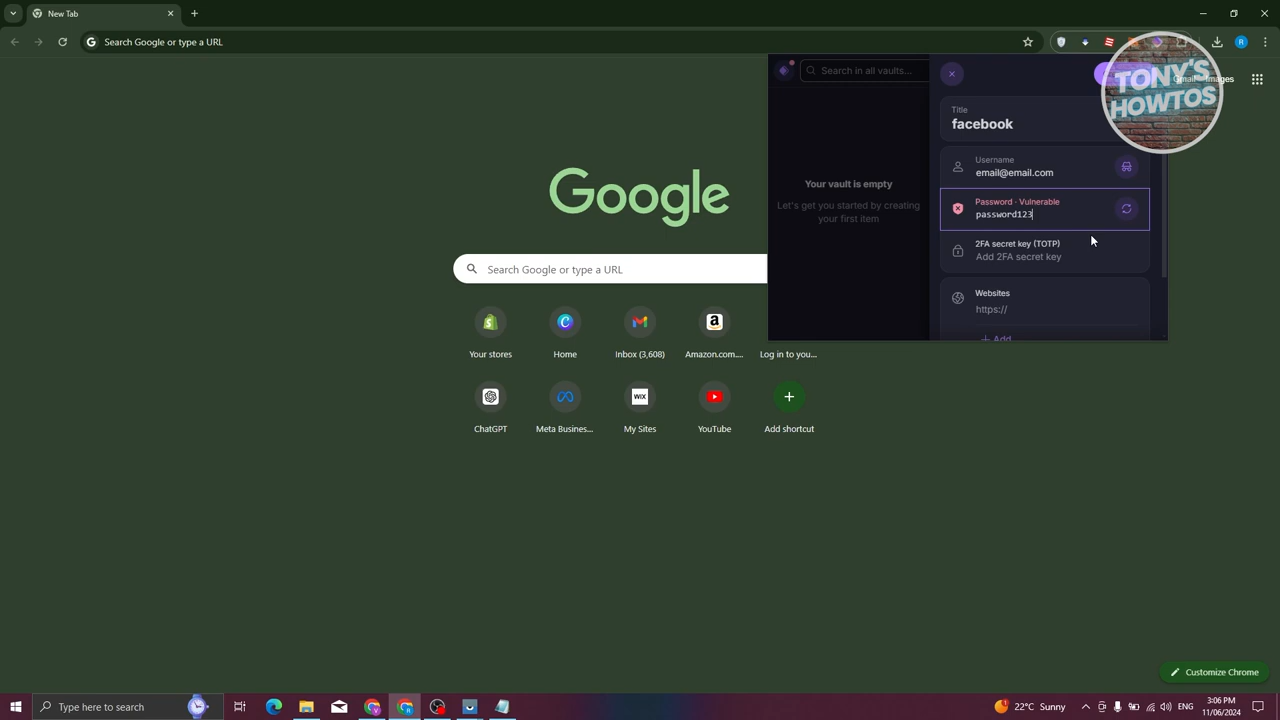 New Tab
Search Google or type a URL
Search in all vaults...
TONY'S
HOWTOS
Gmail Images
Title
facebook
Username
email@email.com
Your vault is empty
Let's get you started by creating
your first item
Password · Vulnerable
password123
2FA secret key (TOTP)
Add 2FA secret key
Websites
https://
+ Add
Google
Search Google or type a URL
Your stores
Home
Inbox (3,608)
Amazon.com....
Log in to you...
WIX
ChatGPT
Meta Busines...
My Sites
YouTube
Add shortcut
Customize Chrome
Type here to search
22°C Sunny
ENG
3:06 PM
11/06/2024